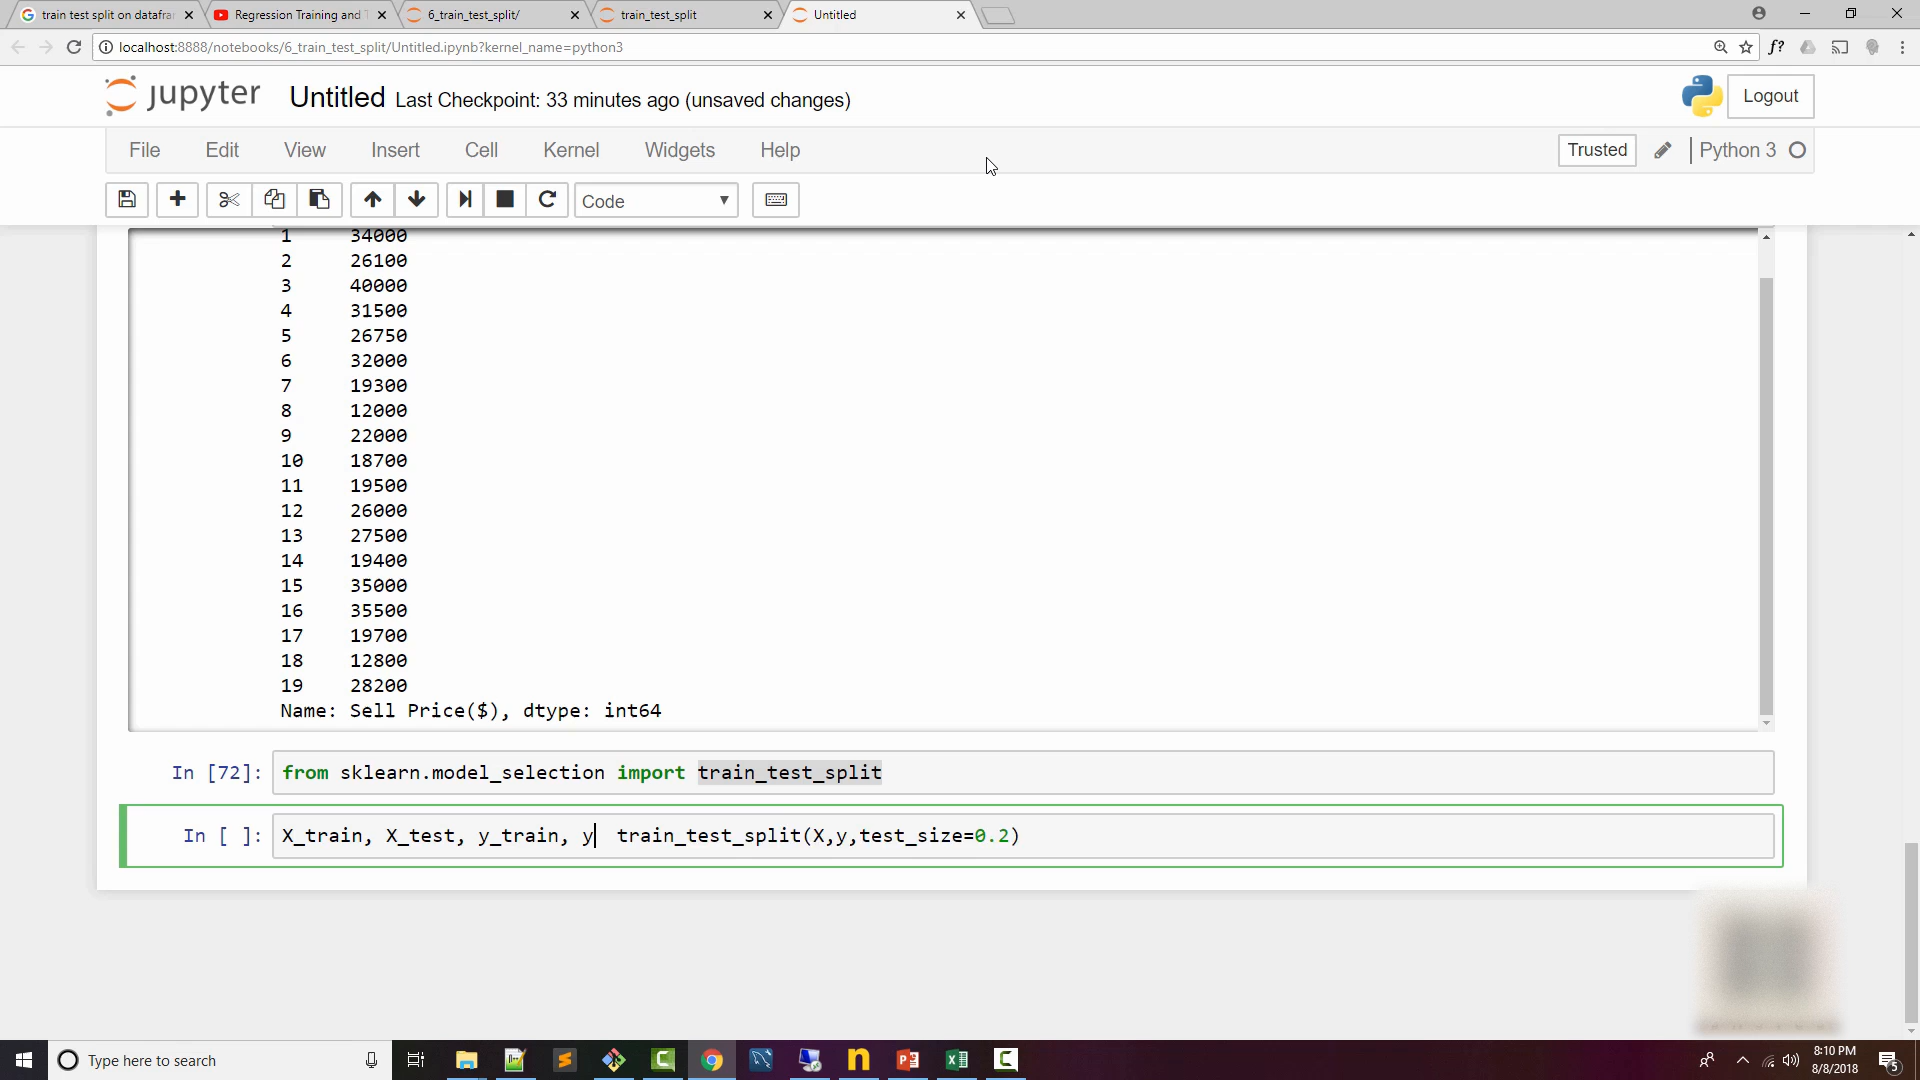 train test split on datafrar
Regression Training and T
6_train_test_split/
train_test_split
Untitled
localhost:8888/notebooks/6_train_test_split/Untitled.ipynb?kernel_name=python3
f?
jupyter Untitled Last Checkpoint: 33 minutes ago (unsaved changes)
Logout
File Edit View Insert Cell Kernel Widgets Help
Trusted
Python 3
Code
1 34000
2 26100
3 40000
4 31500
5 26750
6 32000
7 19300
8 12000
9 22000
10 18700
11 19500
12 26000
13 27500
14 19400
15 35000
16 35500
17 19700
18 12800
19 28200
Name: Sell Price($), dtype: int64
In [72]: from sklearn.model_selection import train_test_split
In [ ]: X_train, X_test, y_train, y train_test_split(X,y,test_size=0.2)
Type here to search
8:10 PM
8/8/2018
5